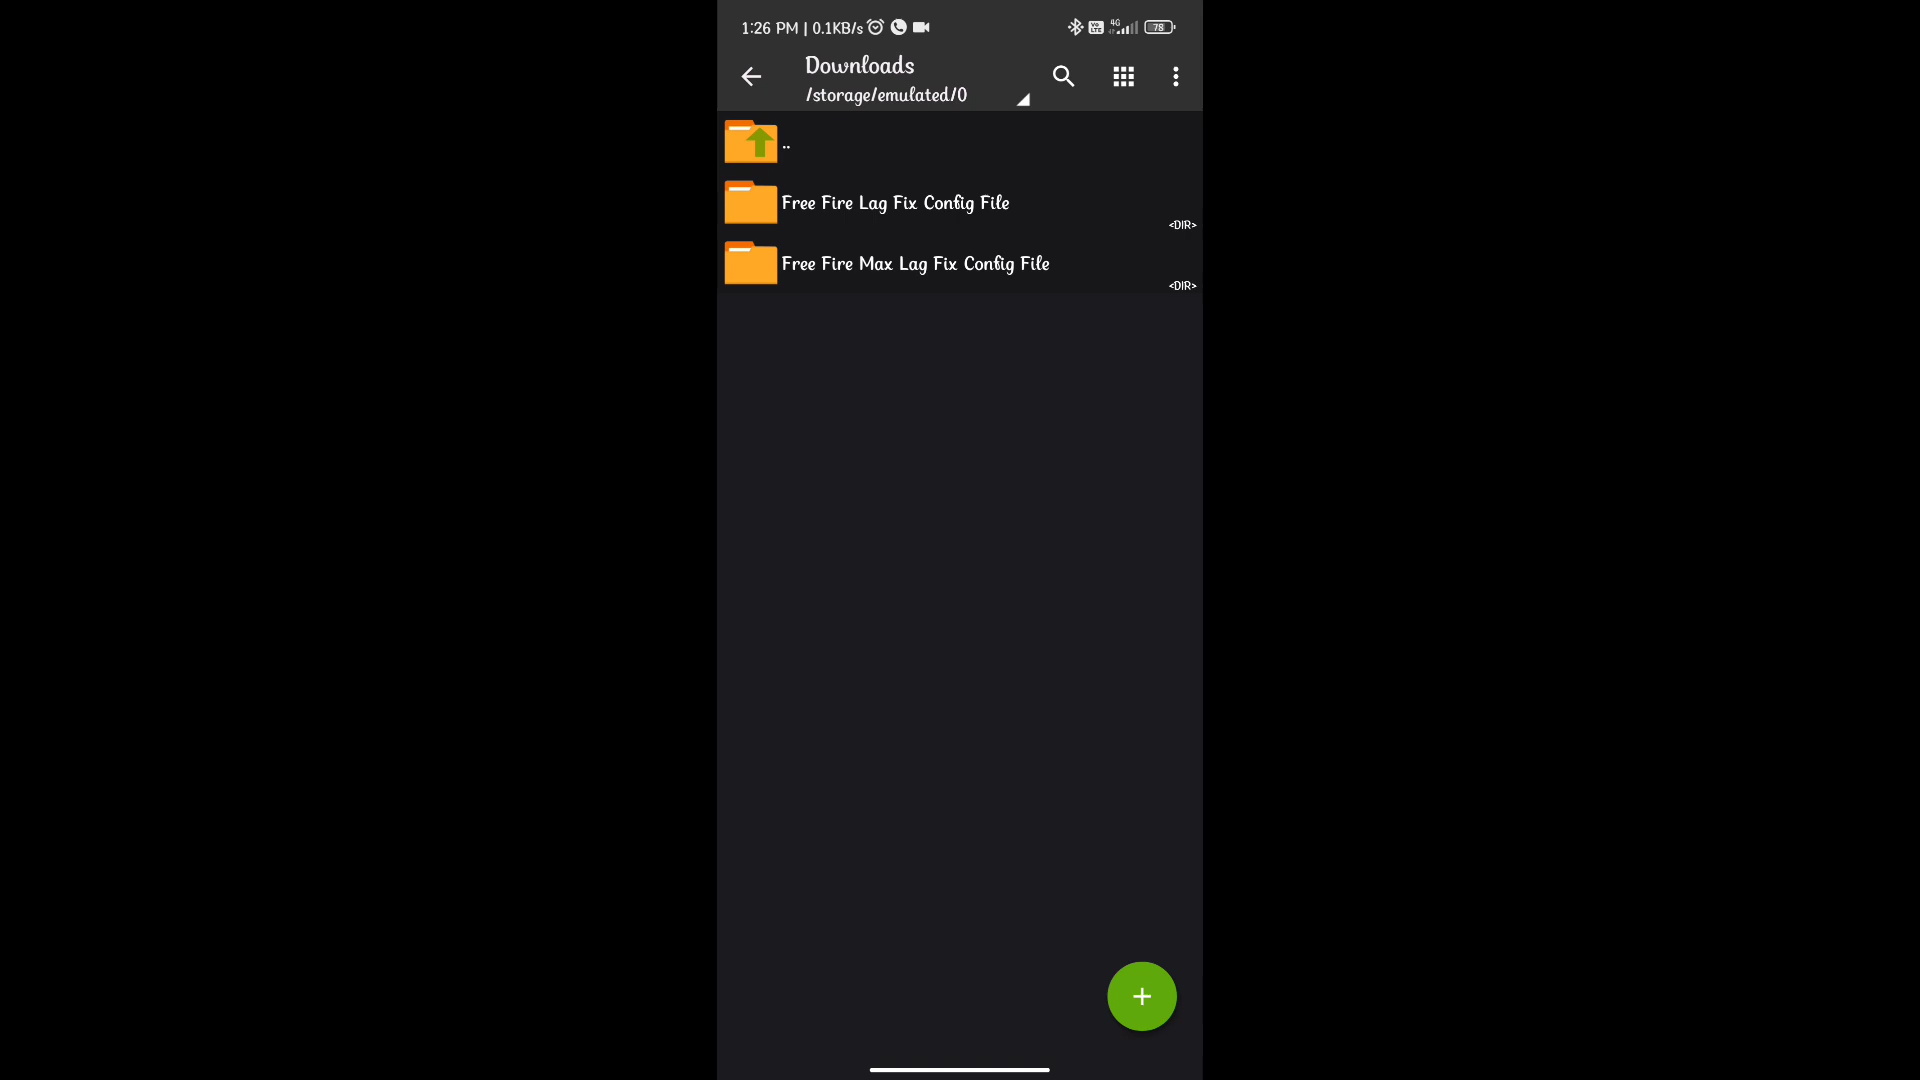 1:26 PM | 0.1KB/s 4G 78
Downloads
/storage/emulated/0
..
Free Fire Lag Fix Config File
<DIR>
Free Fire Max Lag Fix Config File
<DIR>